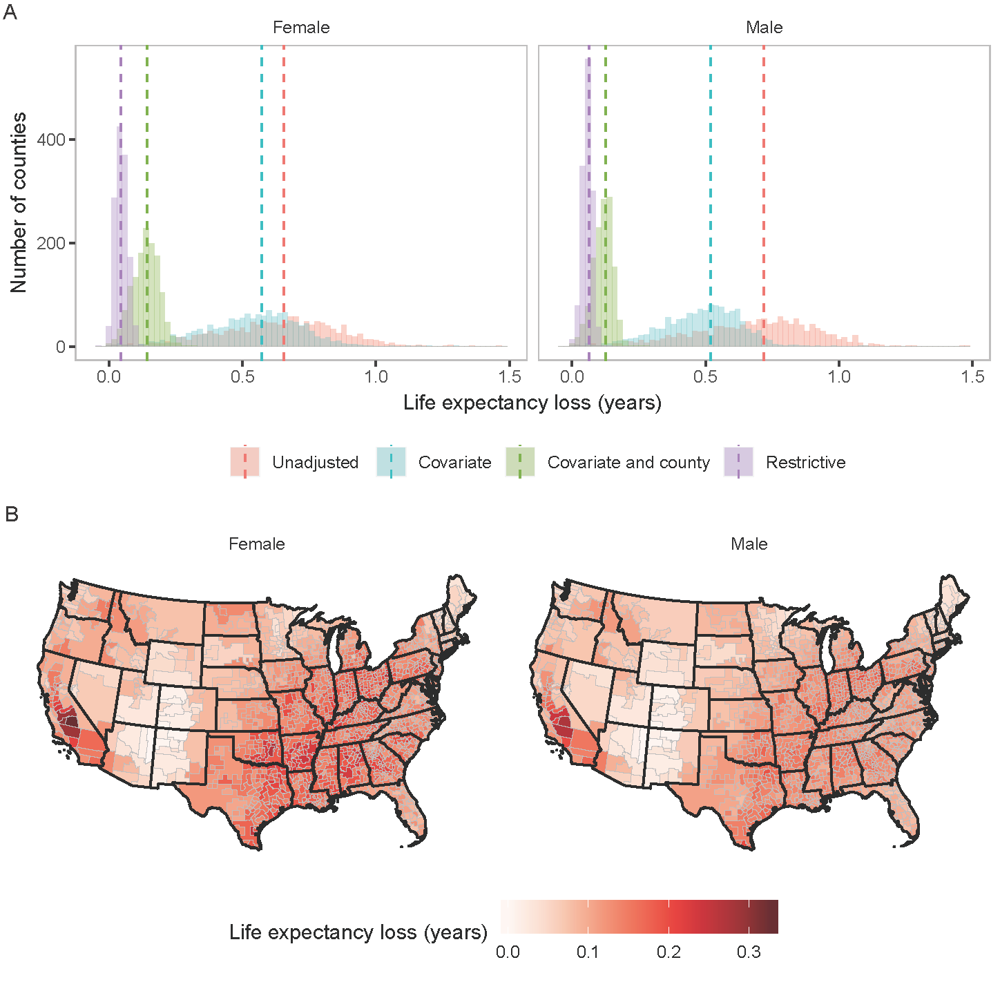 A
Female
Male
Number of counties
400
200
0
0.0 0.5 1.0 1.5
0.0 0.5 1.0 1.5
Life expectancy loss (years)
Unadjusted Covariate Covariate and county Restrictive
B
Female
Male
Life expectancy loss (years)
0.0 0.1 0.2 0.3